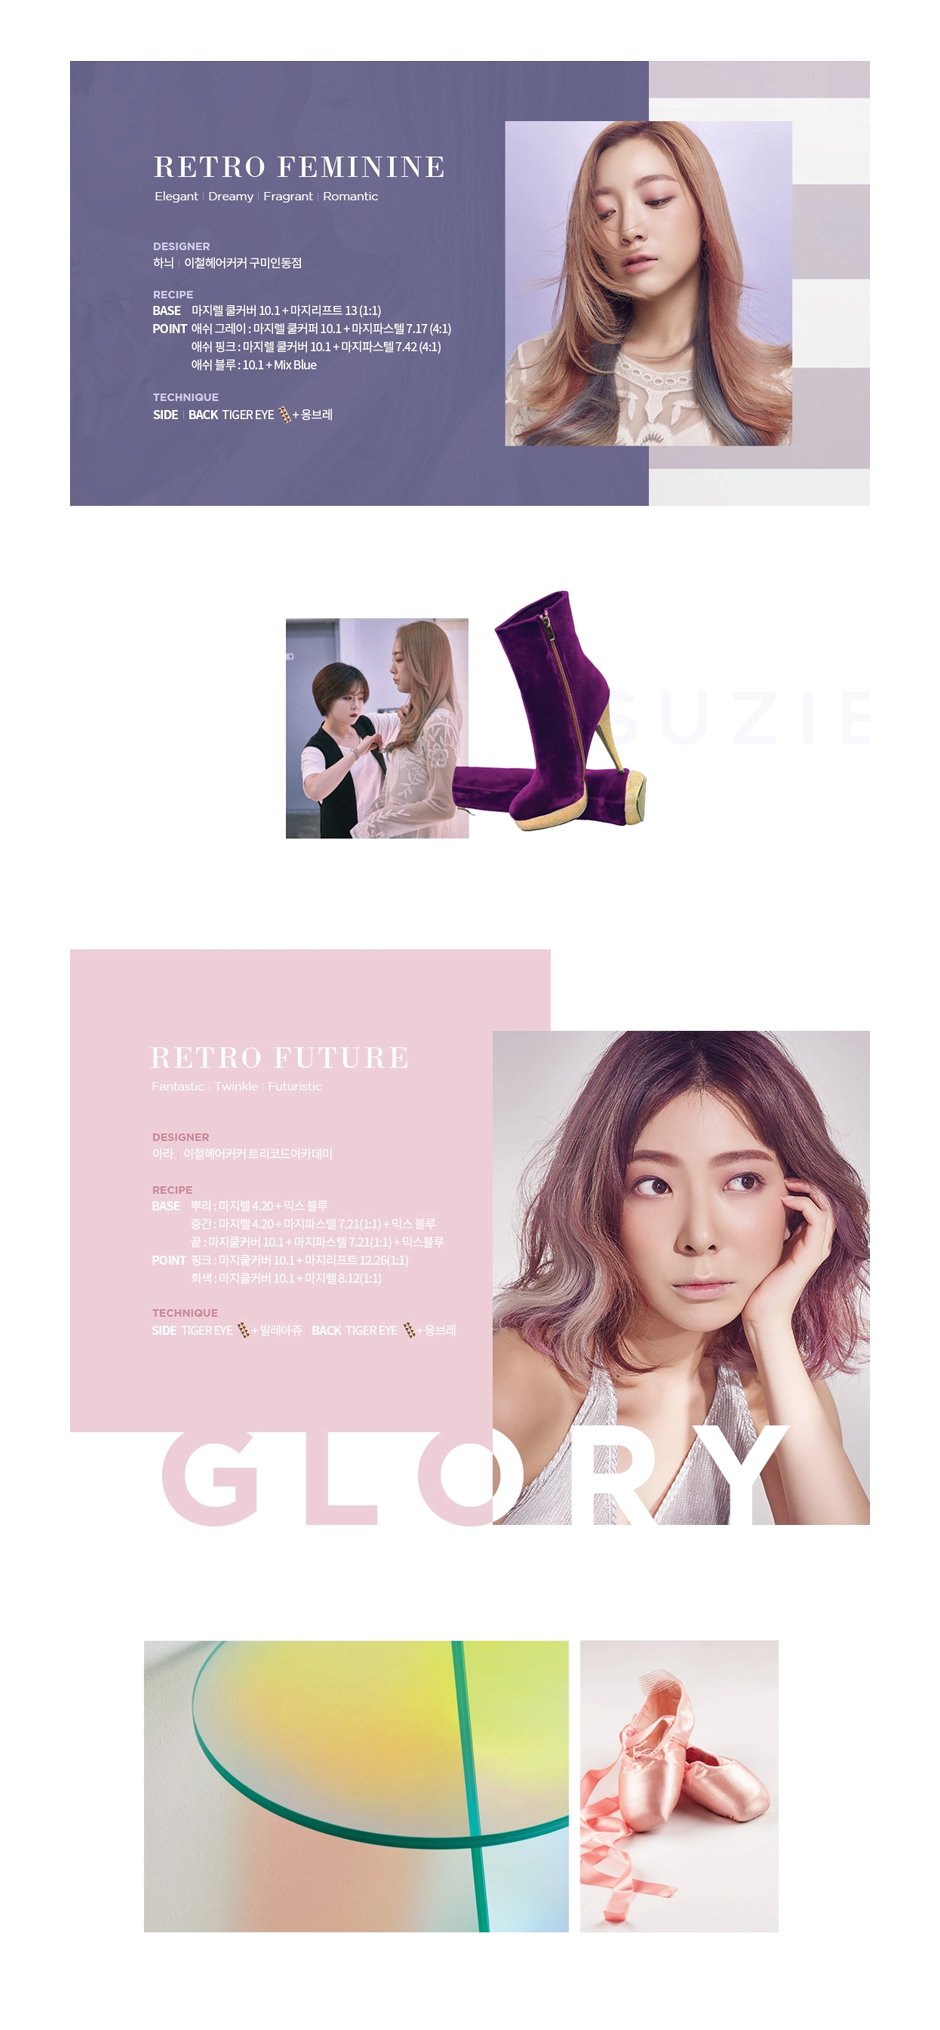 RETRO FEMININE
Elegant | Dreamy | Fragrant | Romantic
DESIGNER
하늬 | 이철헤어커커 구미인동점
RECIPE
BASE 마지렐 쿨커버 10.1 + 마지리프트 13 (1:1)
POINT 애쉬 그레이 : 마지렐 쿨커퍼 10.1 + 마지파스텔 7.17 (4:1)
애쉬 핑크 : 마지렐 쿨커버 10.1 + 마지파스텔 7.42 (4:1)
애쉬 블루 : 10.1 + Mix Blue
TECHNIQUE
SIDE | BACK TIGER EYE + 옹브레
SUZIE
RETRO FUTURE
Fantastic | Twinkle | Futuristic
DESIGNER
아라 | 이철헤어커커 트리코드아카데미
RECIPE
BASE 뿌리 : 마지렐 4.20 + 믹스 블루
중간 : 마지렐 4.20 + 마지파스텔 7.21(1:1) + 믹스 블루
끝 : 마지쿨커버 10.1 + 마지파스텔 7.21(1:1) + 믹스블루
POINT 핑크 : 마지쿨커버 10.1 + 마지리프트 12.26(1:1)
회색 : 마지쿨커버 10.1 + 마지렐 8.12(1:1)
TECHNIQUE
SIDE TIGER EYE + 발레아쥬 | BACK TIGER EYE + 옹브레
GLORY